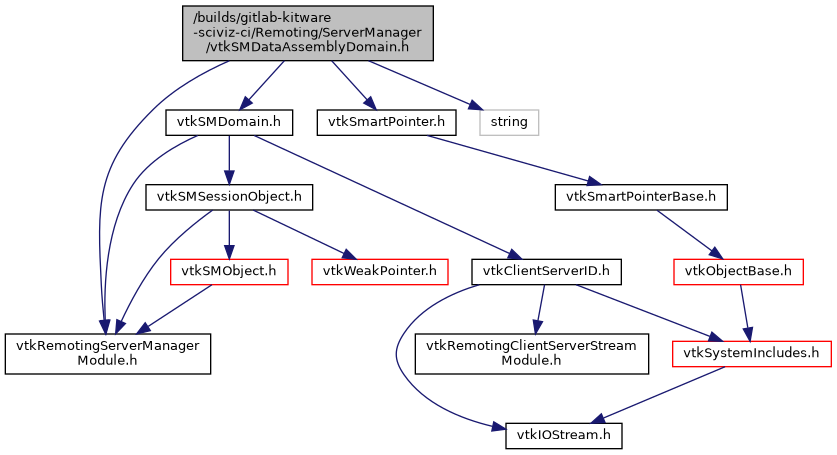 /builds/gitlab-kitware
-sciviz-ci/Remoting/ServerManager
/vtkSMDataAssemblyDomain.h
vtkSMDomain.h
vtkSmartPointer.h
string
vtkSMSessionObject.h
vtkSmartPointerBase.h
vtkSMObject.h
vtkWeakPointer.h
vtkClientServerID.h
vtkObjectBase.h
vtkRemotingServerManager
Module.h
vtkRemotingClientServerStream
Module.h
vtkSystemIncludes.h
vtkIOStream.h